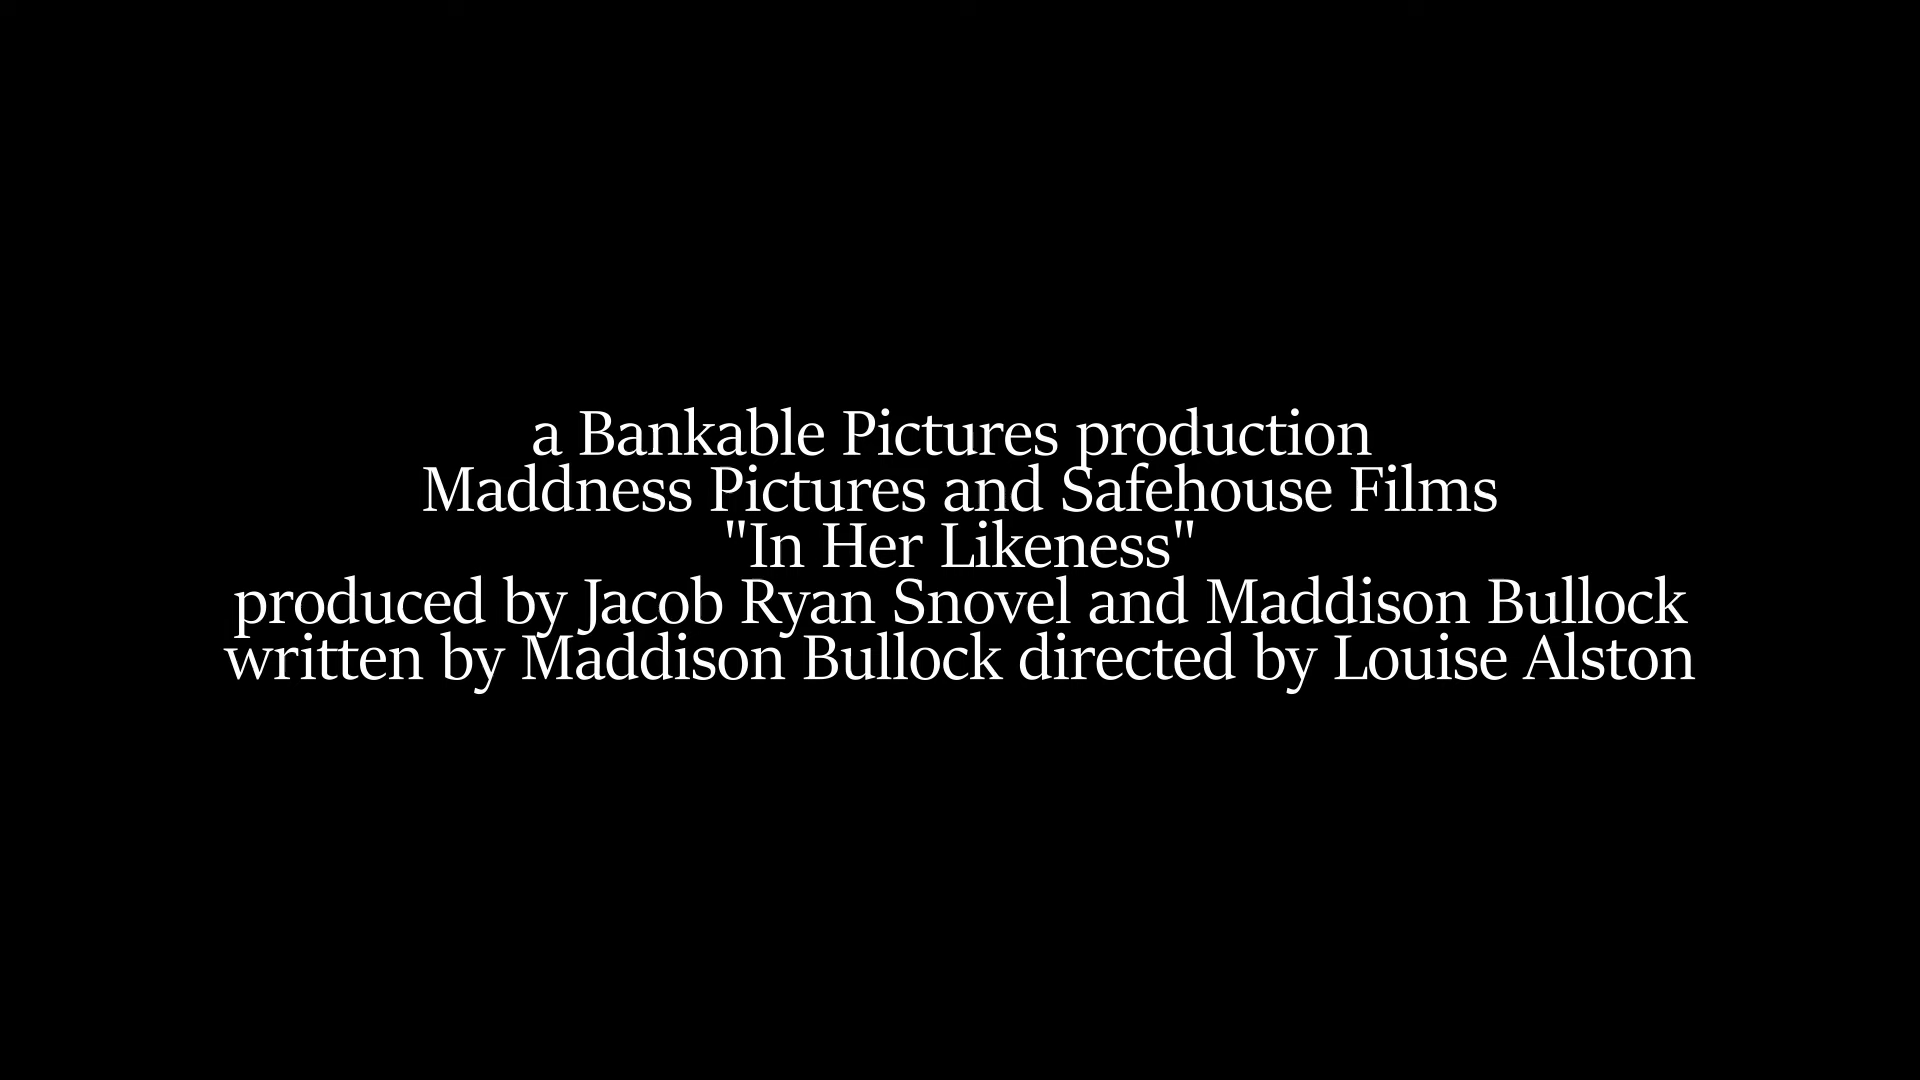 a Bankable Pictures production
Maddness Pictures and Safehouse Films
"In Her Likeness"
produced by Jacob Ryan Snovel and Maddison Bullock
written by Maddison Bullock directed by Louise Alston